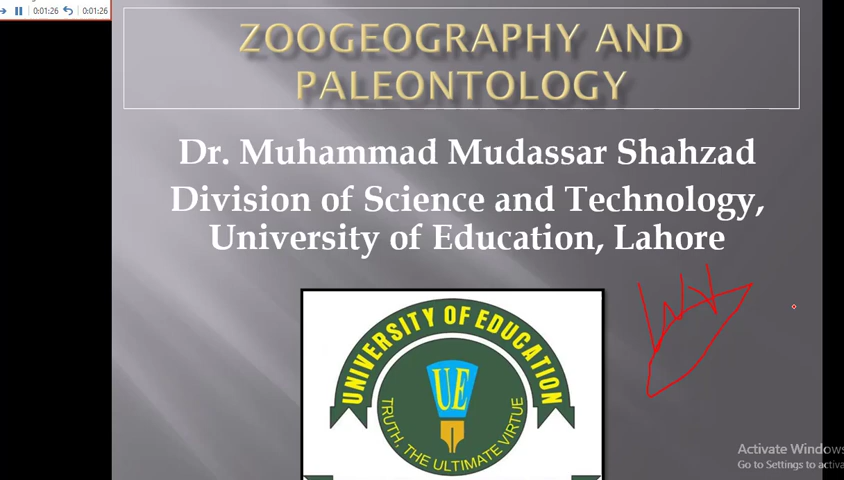 0:01:26 0:01:26
ZOOGEOGRAPHY AND
PALEONTOLOGY
Dr. Muhammad Mudassar Shahzad
Division of Science and Technology,
University of Education, Lahore
UNIVERSITY OF EDUCATION
UE
TRUTH, THE ULTIMATE VIRTUE
Activate Windows
Go to Settings to activa